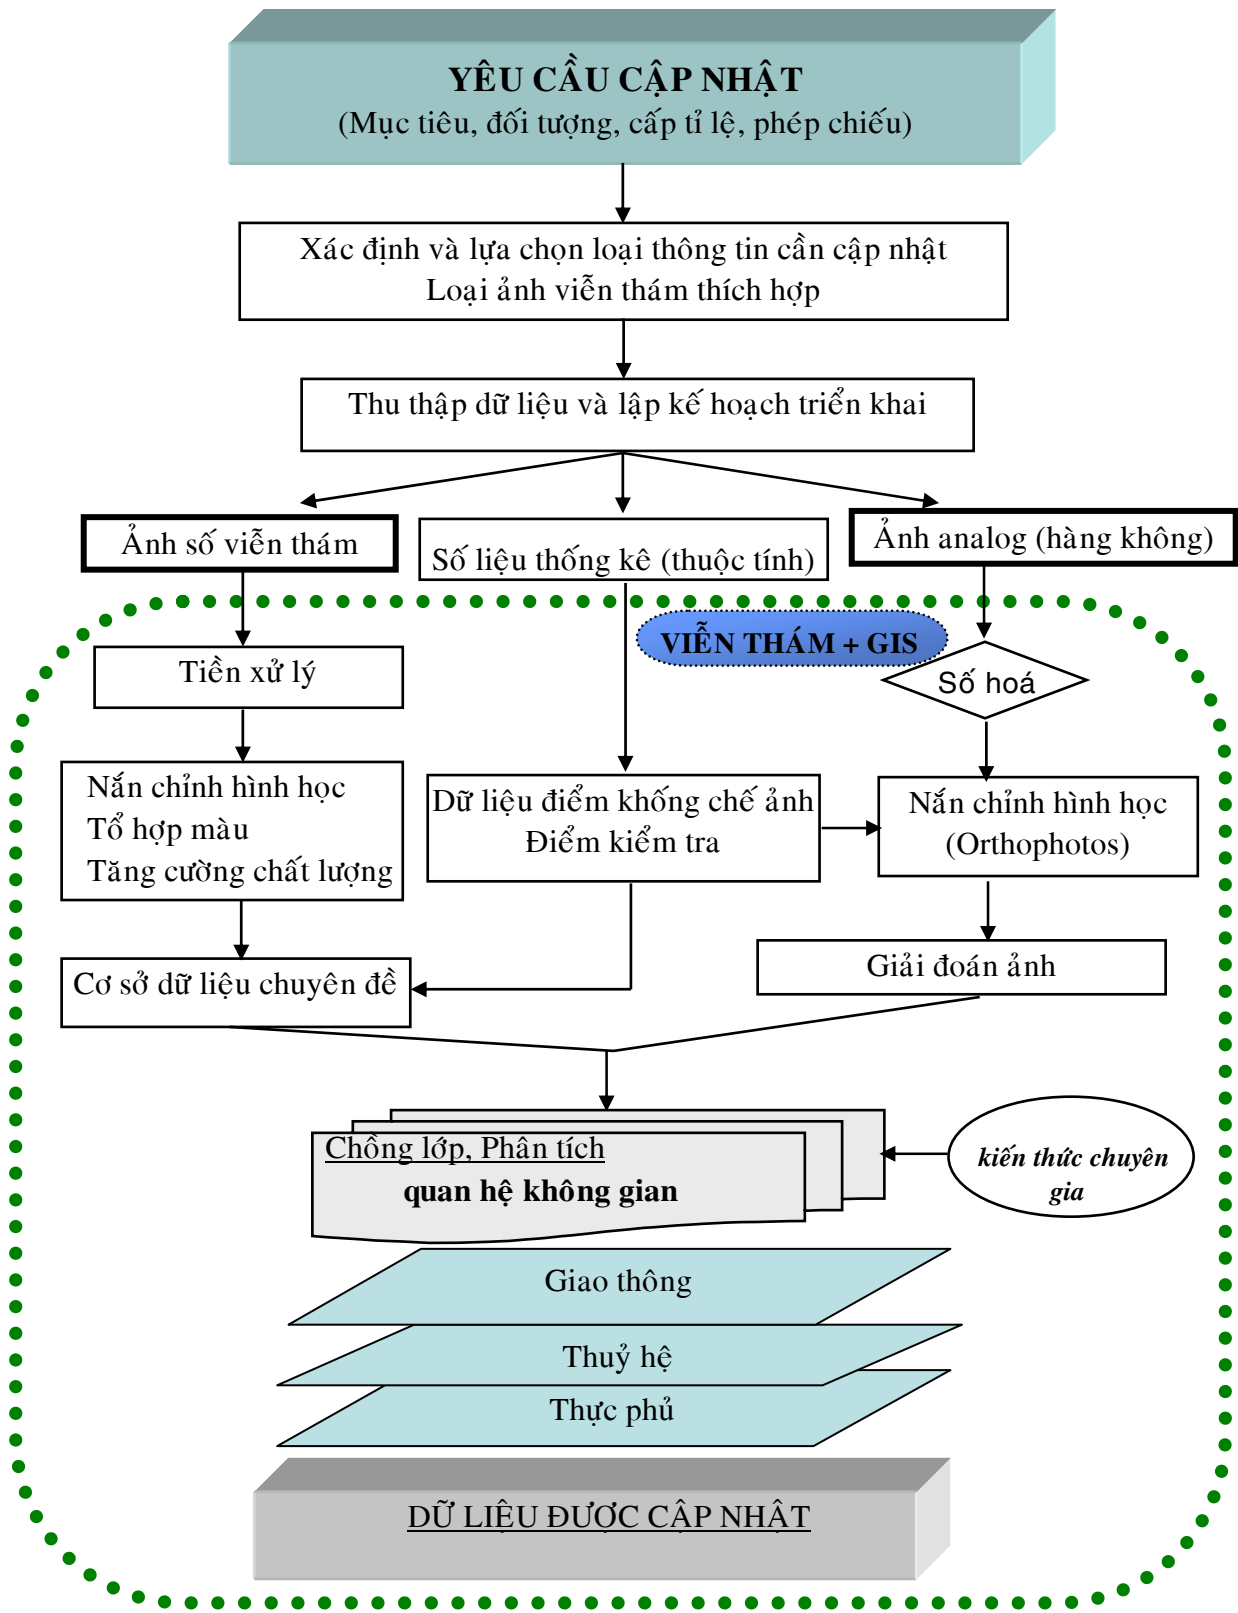 YÊU CẦU CẬP NHẬT
(Mục tiêu, đối tượng, cấp tỉ lệ, phép chiếu)
Xác định và lựa chọn loại thông tin cần cập nhật
Loại ảnh viễn thám thích hợp
Thu thập dữ liệu và lập kế hoạch triển khai
Ảnh số viễn thám
Số liệu thống kê (thuộc tính)
Ảnh analog (hàng không)
VIỄN THÁM + GIS
Tiền xử lý
Số hoá
Nắn chỉnh hình học
Tổ hợp màu
Tăng cường chất lượng
Dữ liệu điểm khống chế ảnh
Điểm kiểm tra
Nắn chỉnh hình học
(Orthophotos)
Cơ sở dữ liệu chuyên đề
Giải đoán ảnh
Chồng lớp, Phân tích
quan hệ không gian
kiến thức chuyên
gia
Giao thông
Thuỷ hệ
Thực phủ
DỮ LIỆU ĐƯỢC CẬP NHẬT